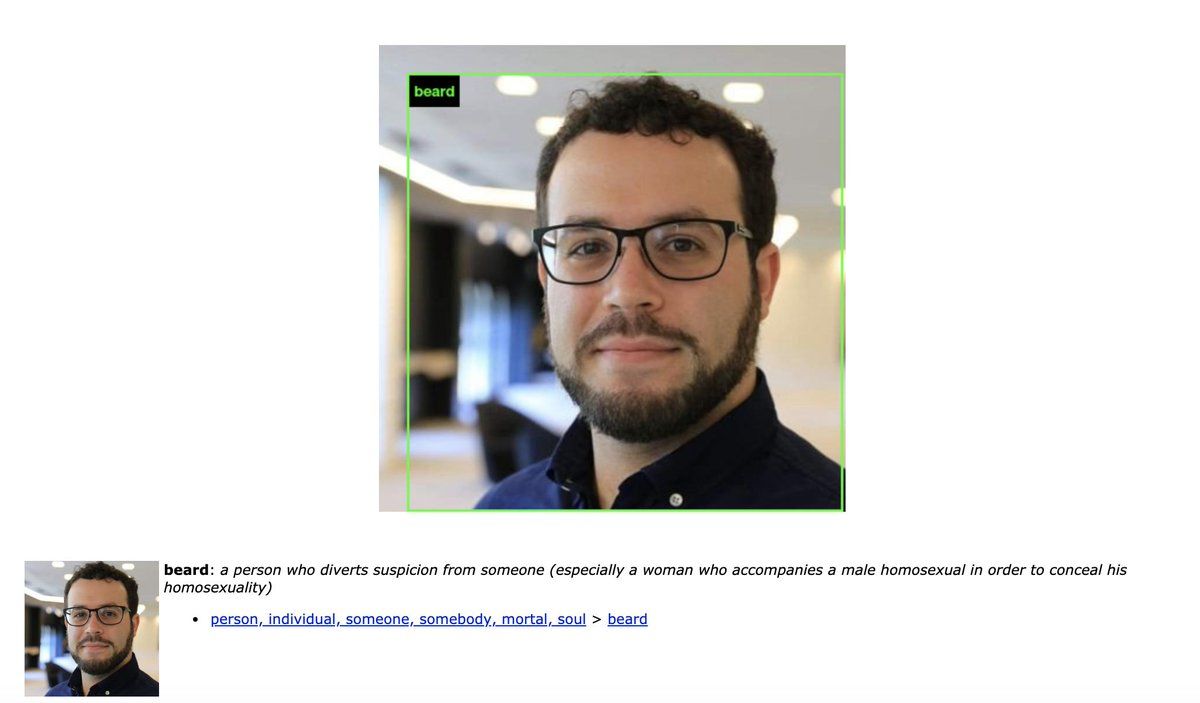 beard
beard: a person who diverts suspicion from someone (especially a woman who accompanies a male homosexual in order to conceal his
homosexuality)
• person, individual, someone, somebody, mortal, soul > beard